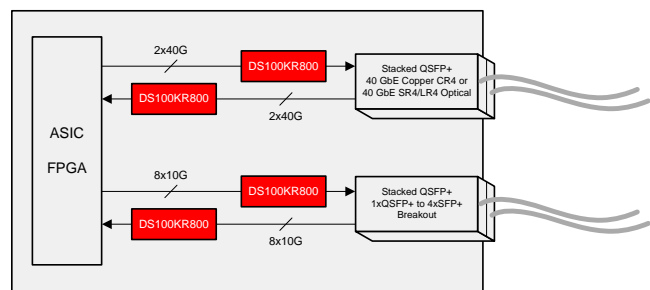 2x40G
DS100KR800
Stacked QSFP+
40 GbE Copper CR4 or
40 GbE SR4/LR4 Optical
DS100KR800
2x40G
ASIC
FPGA
8x10G
DS100KR800
Stacked QSFP+
1xQSFP+ to 4xSFP+
Breakout
DS100KR800
8x10G